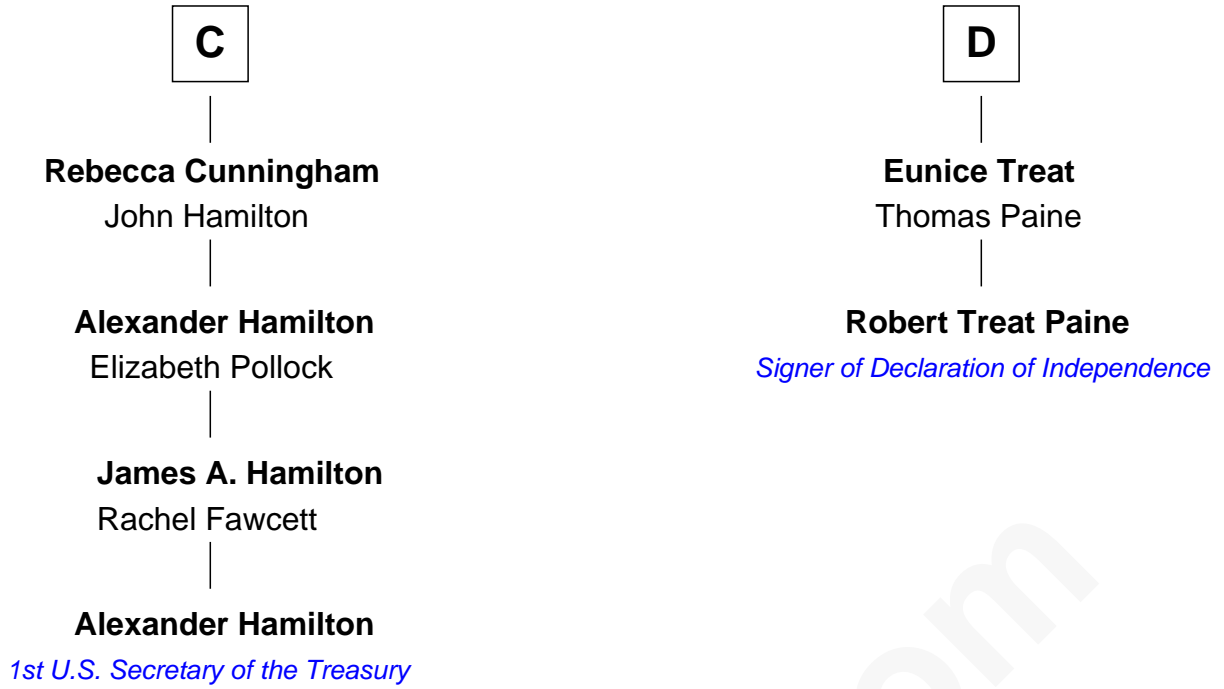 C
Rebecca Cunningham
John Hamilton
Alexander Hamilton
Elizabeth Pollock
James A. Hamilton
Rachel Fawcett
Alexander Hamilton
1st U.S. Secretary of the Treasury
D
Eunice Treat
Thomas Paine
Robert Treat Paine
Signer of Declaration of Independence
om